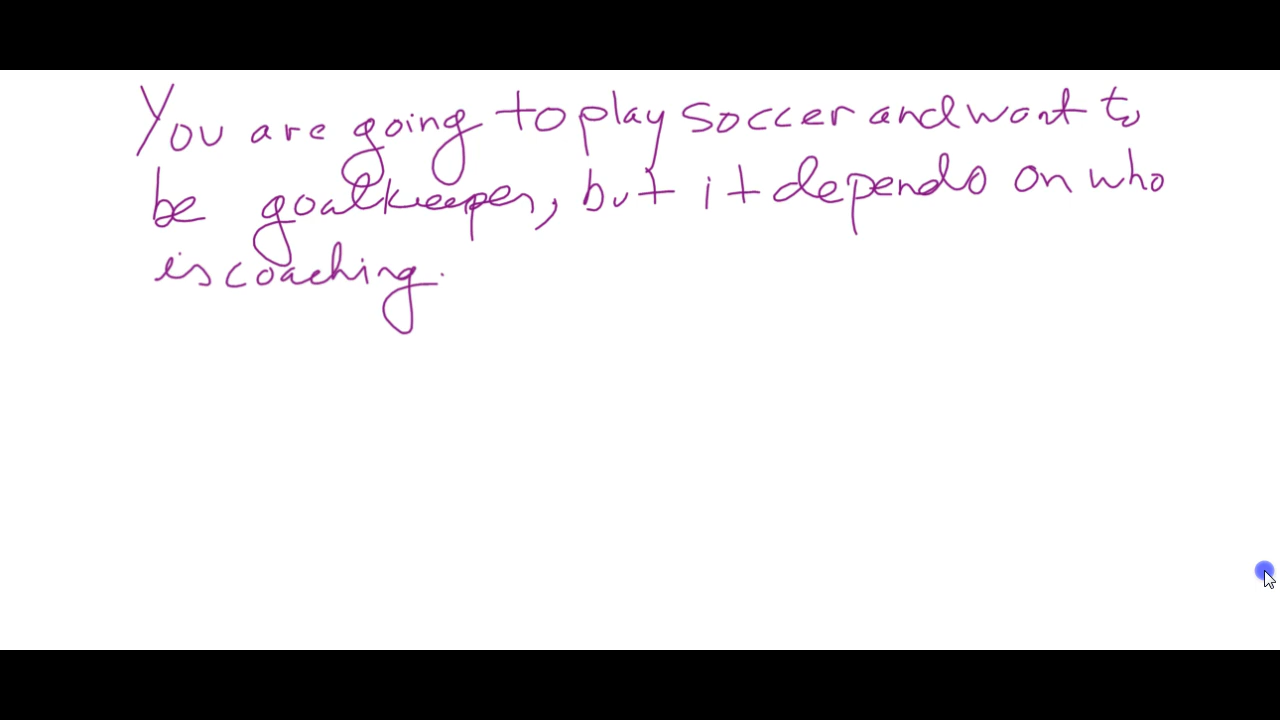 You are going to play soccer and want to
be goalkeeper, but it depends on who
is coaching.